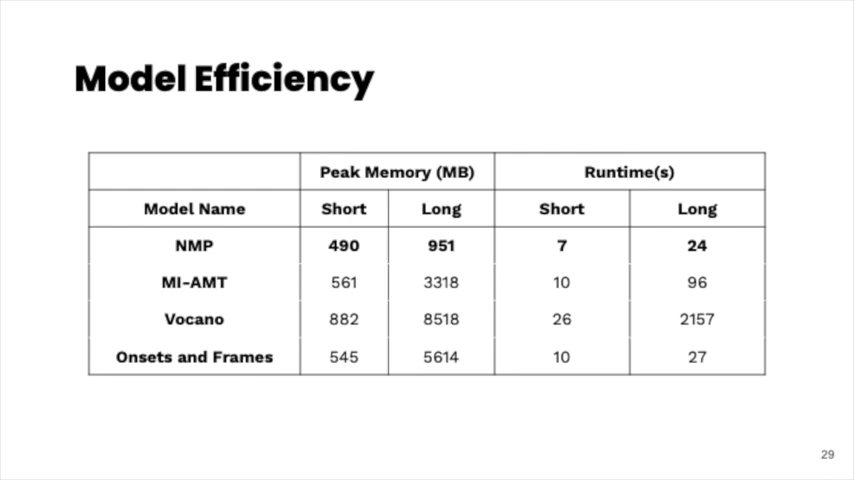 Model Efficiency
Peak Memory (MB) Runtime(s)
Model Name Short Long Short Long
NMP 490 951 7 24
MI-AMT 561 3318 10 96
Vocano 882 8518 26 2157
Onsets and Frames 545 5614 10 27
29